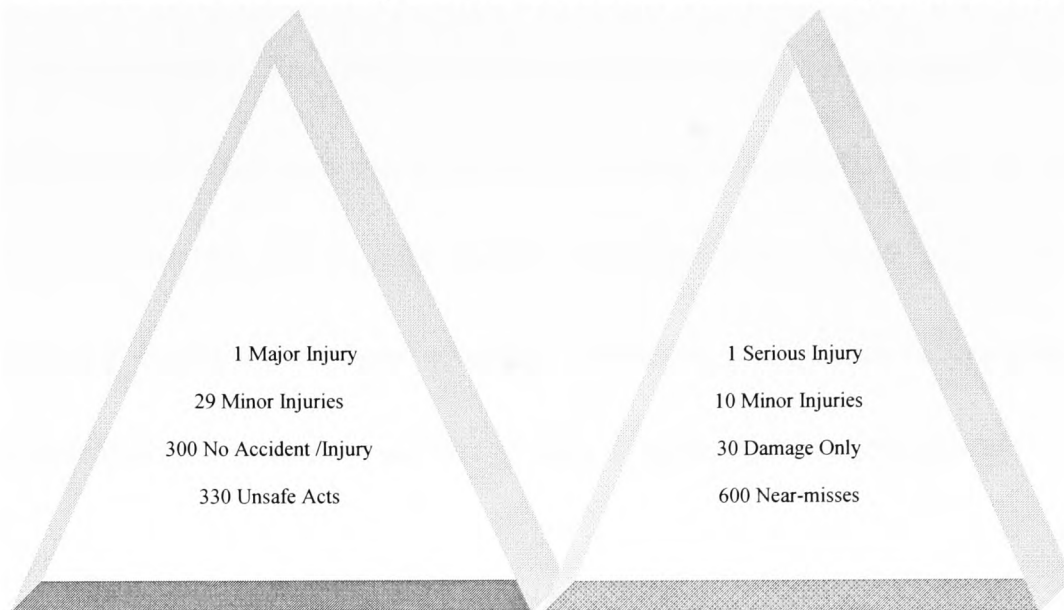 1 Major Injury
29 Minor Injuries
300 No Accident /Injury
330 Unsafe Acts
1 Serious Injury
10 Minor Injuries
30 Damage Only
600 Near-misses